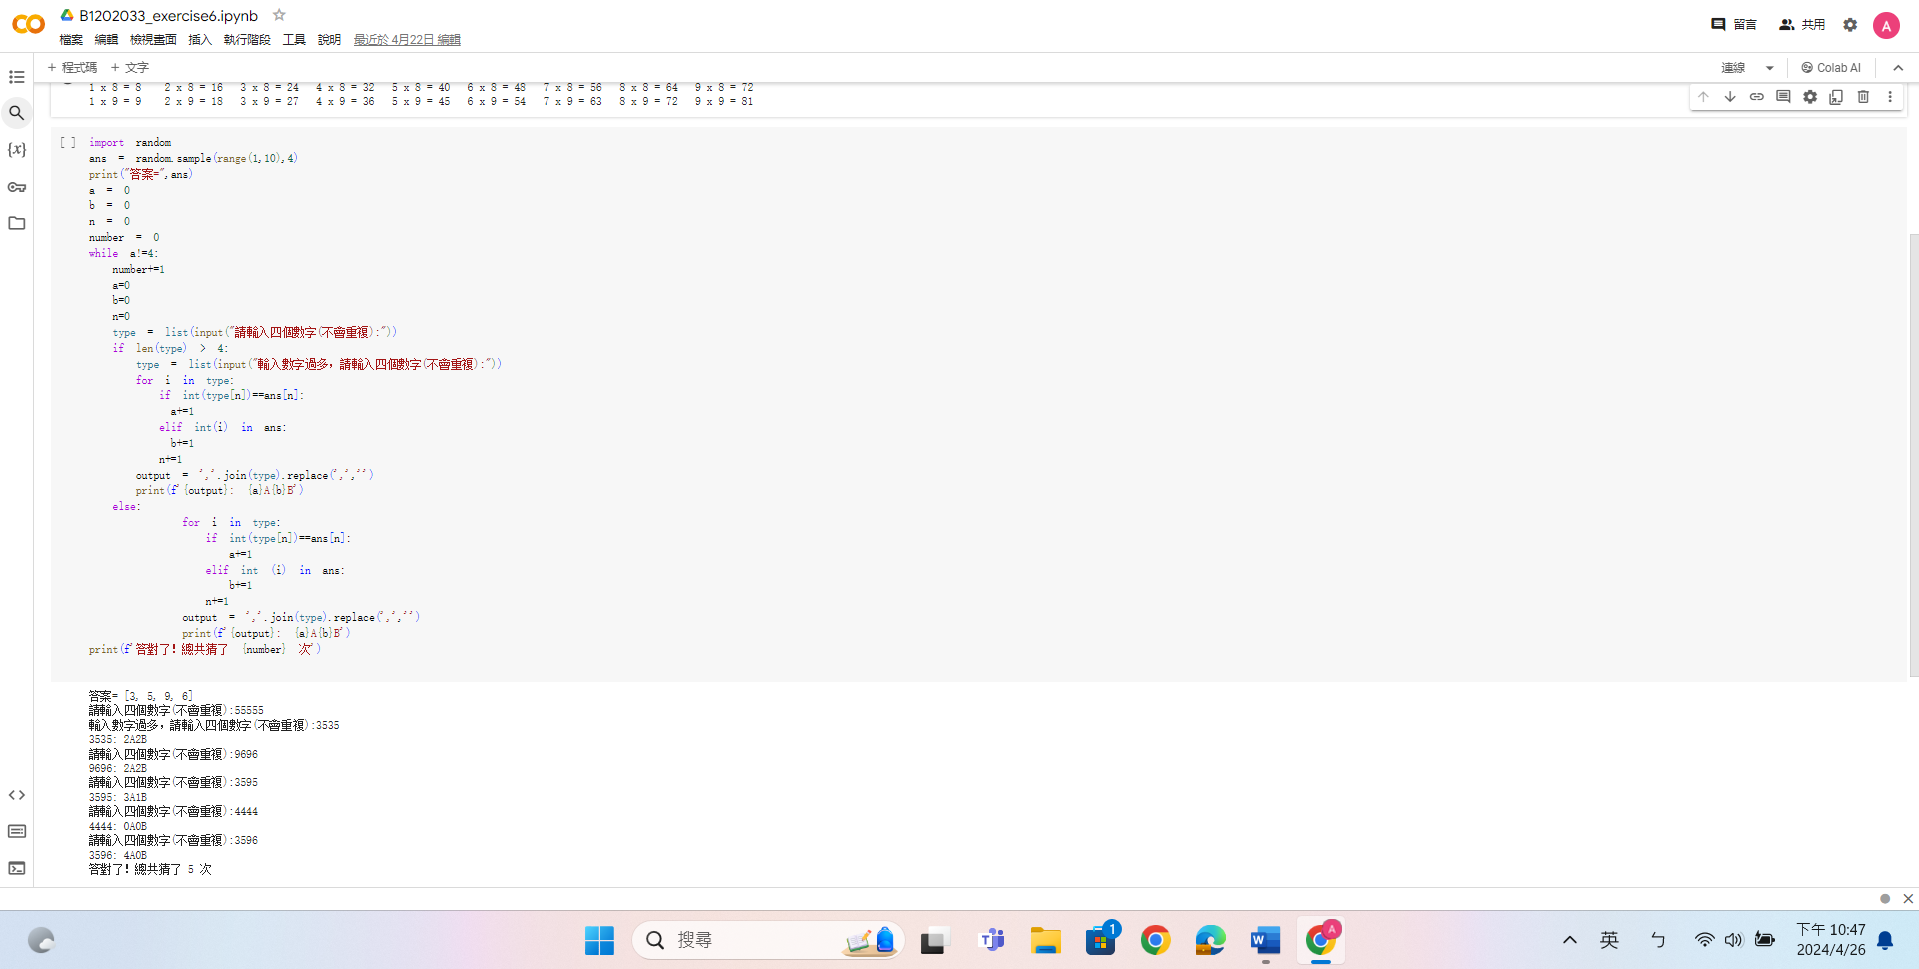 B1202033_exercise6.ipynb
檔案 編輯 檢視畫面 插入 執行階段 工具 說明 最近於 4月22日 編輯
留言 共用 A
+ 程式碼 + 文字
連線 Colab AI
1 x 8 = 8 2 x 8 = 16 3 x 8 = 24 4 x 8 = 32 5 x 8 = 40 6 x 8 = 48 7 x 8 = 56 8 x 8 = 64 9 x 8 = 72
1 x 9 = 9 2 x 9 = 18 3 x 9 = 27 4 x 9 = 36 5 x 9 = 45 6 x 9 = 54 7 x 9 = 63 8 x 9 = 72 9 x 9 = 81
[ ] import random
ans = random.sample(range(1,10),4)
print("答案=",ans)
a = 0
b = 0
n = 0
number = 0
while a!=4:
number+=1
a=0
b=0
n=0
type = list(input("請輸入四個數字(不會重複):"))
if len(type) > 4:
type = list(input("輸入數字過多，請輸入四個數字(不會重複):"))
for i in type:
if int(type[n])==ans[n]:
a+=1
elif int(i) in ans:
b+=1
n+=1
output = ','.join(type).replace(',','')
print(f'{output}: {a}A{b}B')
else:
for i in type:
if int(type[n])==ans[n]:
a+=1
elif int (i) in ans:
b+=1
n+=1
output = ','.join(type).replace(',','')
print(f'{output}: {a}A{b}B')
print(f'答對了!總共猜了 {number} 次')
答案= [3, 5, 9, 6]
請輸入四個數字(不會重複):55555
輸入數字過多，請輸入四個數字(不會重複):3535
3535: 2A2B
請輸入四個數字(不會重複):9696
9696: 2A2B
請輸入四個數字(不會重複):3595
3595: 3A1B
請輸入四個數字(不會重複):4444
4444: 0A0B
請輸入四個數字(不會重複):3596
3596: 4A0B
答對了!總共猜了 5 次
搜尋
1
A
英 ㄅ
下午 10:47
2024/4/26